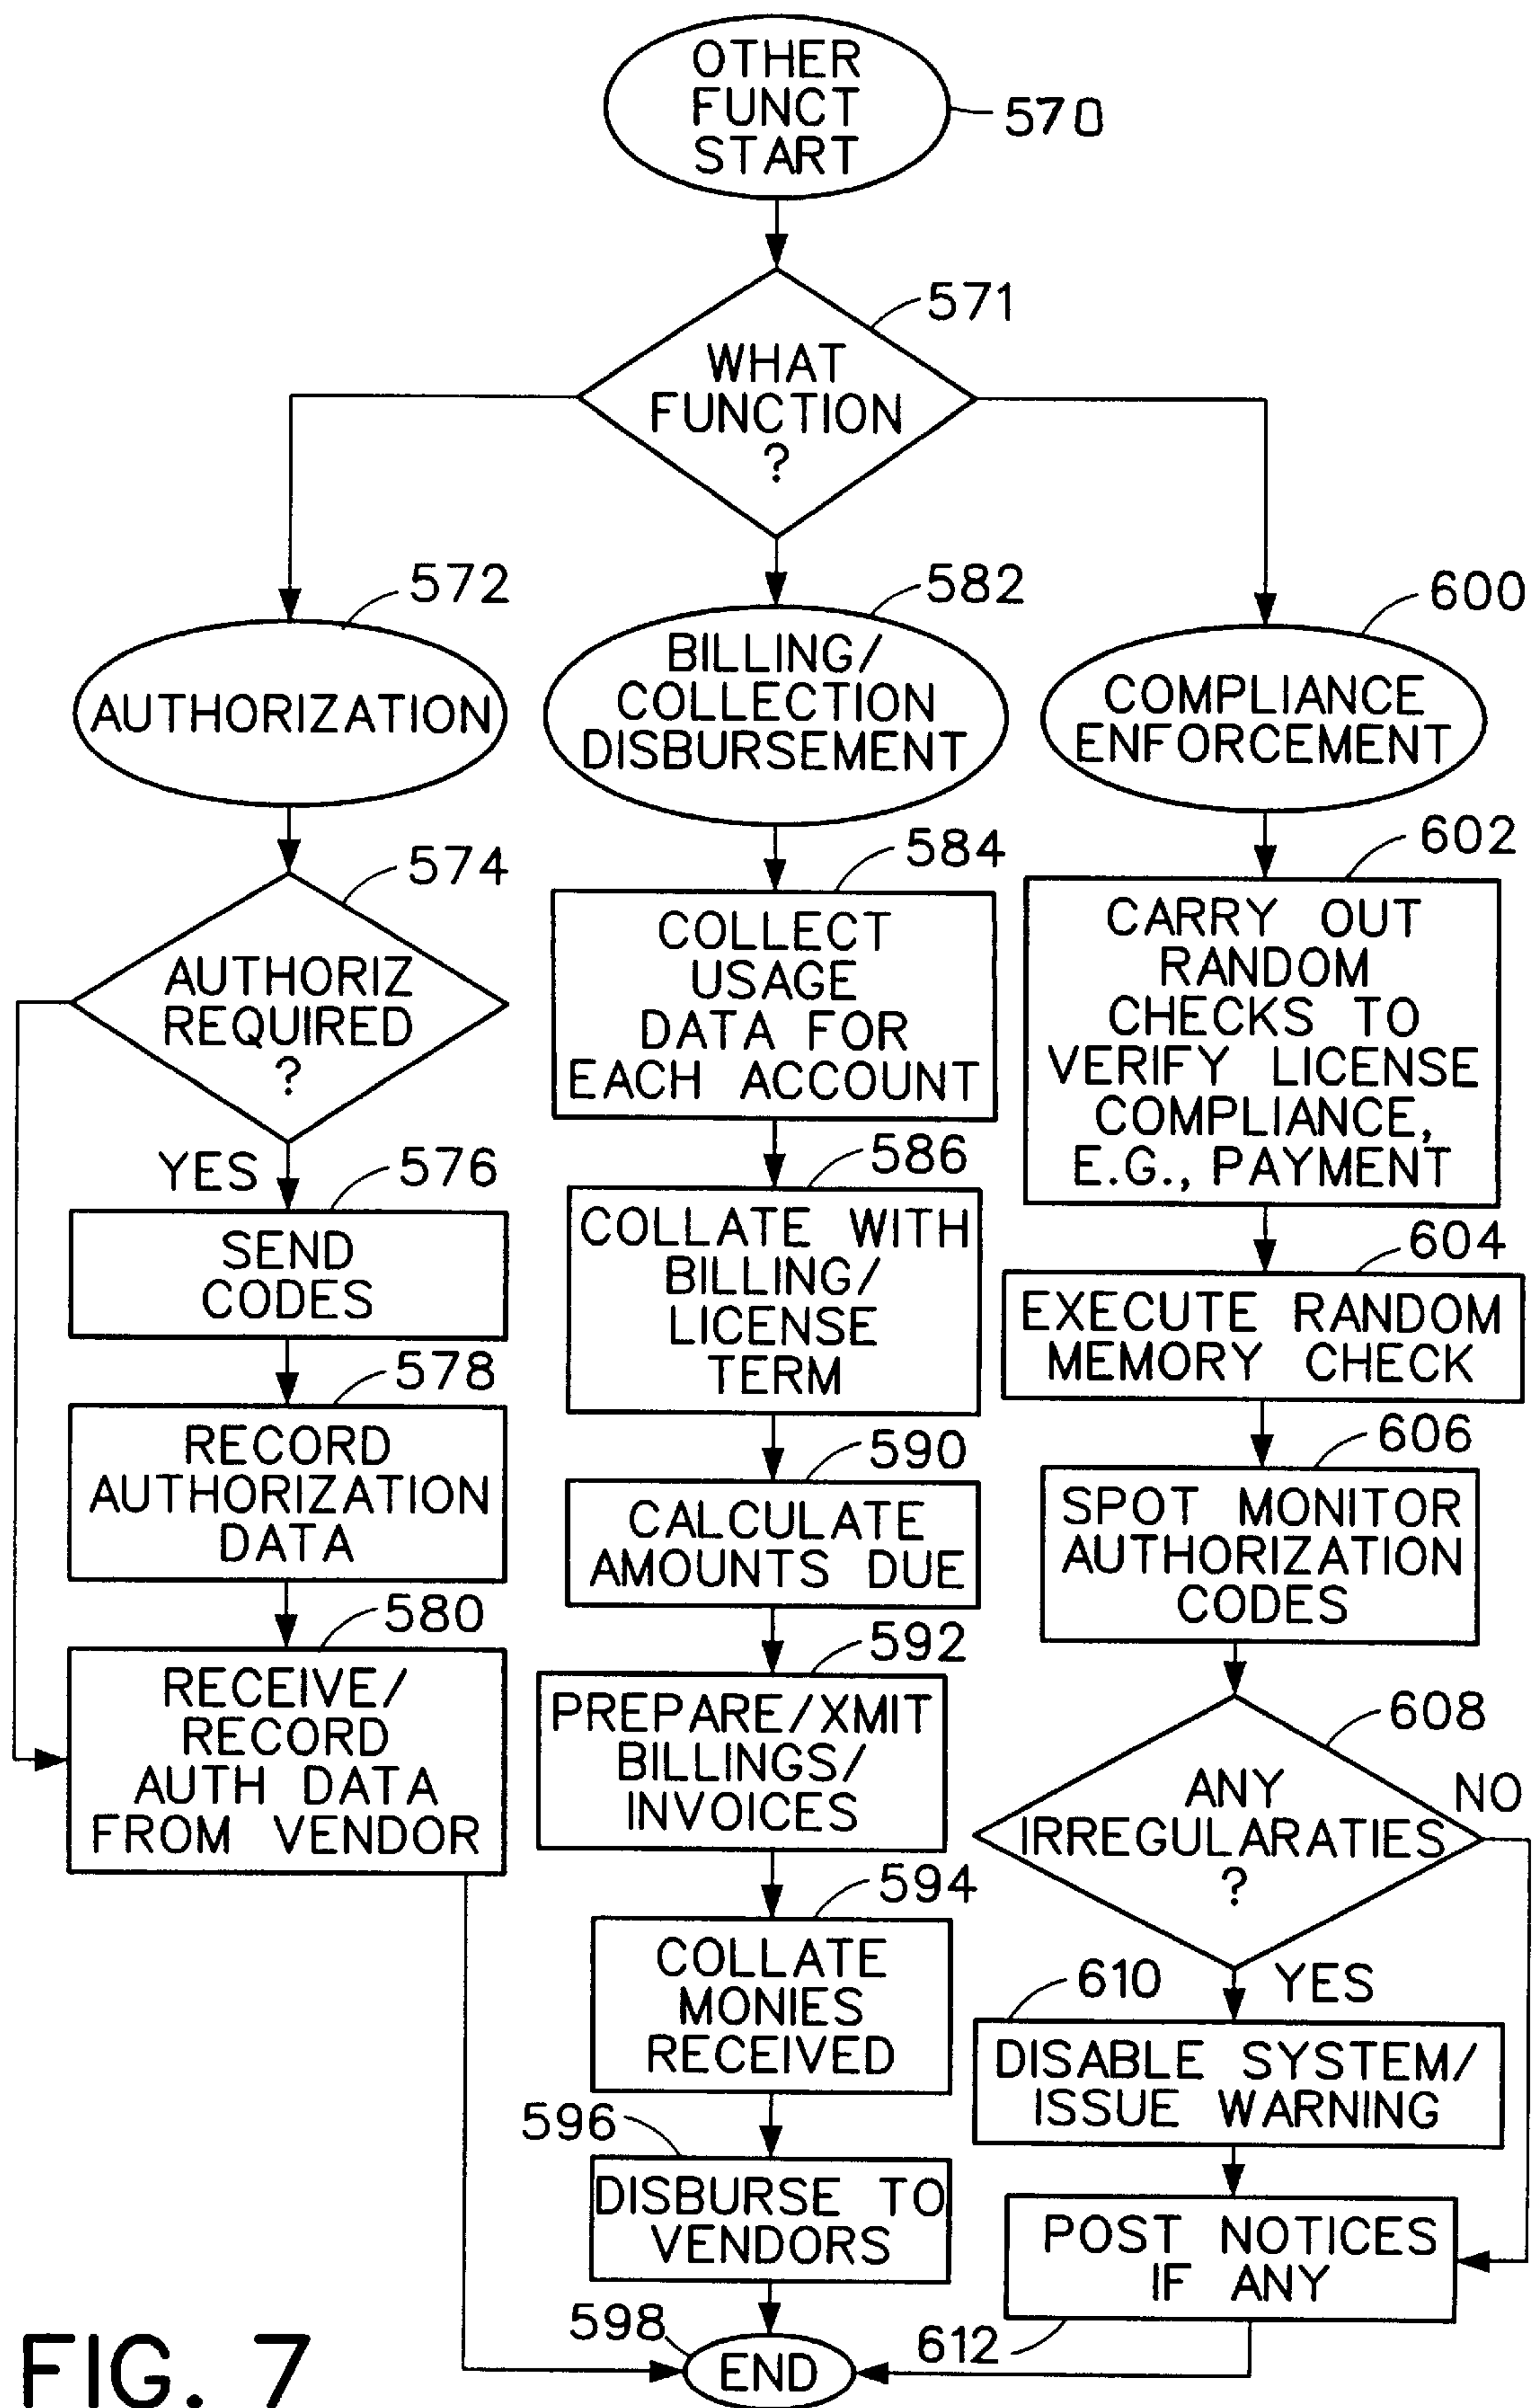 OTHER
FUNCT
START
570
571
WHAT
FUNCTION
?
572
AUTHORIZATION
574
AUTHORIZ
REQUIRED
?
YES
576
SEND
CODES
578
RECORD
AUTHORIZATION
DATA
580
RECEIVE/
RECORD
AUTH DATA
FROM VENDOR
582
BILLING/
COLLECTION
DISBURSEMENT
584
COLLECT
USAGE
DATA FOR
EACH ACCOUNT
586
COLLATE WITH
BILLING/
LICENSE
TERM
590
CALCULATE
AMOUNTS DUE
592
PREPARE/XMIT
BILLINGS/
INVOICES
594
COLLATE
MONIES
RECEIVED
596
DISBURSE TO
VENDORS
598
END
600
COMPLIANCE
ENFORCEMENT
602
CARRY OUT
RANDOM
CHECKS TO
VERIFY LICENSE
COMPLIANCE,
E.G., PAYMENT
604
EXECUTE RANDOM
MEMORY CHECK
606
SPOT MONITOR
AUTHORIZATION
CODES
608
ANY
IRREGULARATIES
?
NO
YES
610
DISABLE SYSTEM/
ISSUE WARNING
POST NOTICES
IF ANY
612
FIG. 7